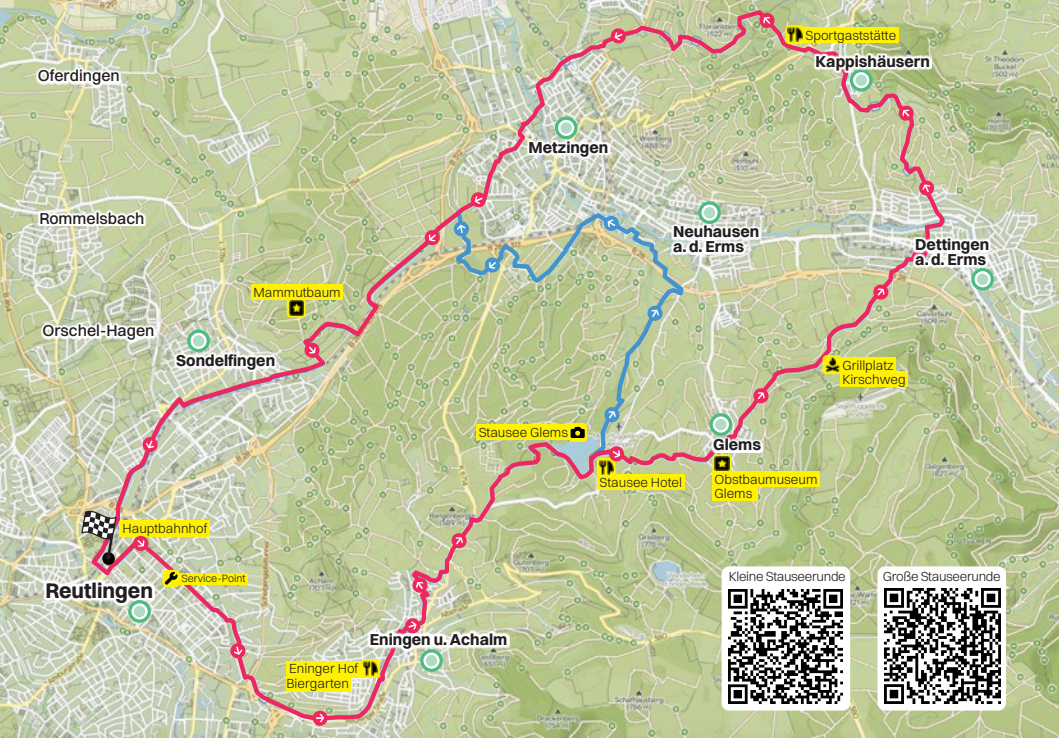 Sportgaststätte
Kappishäusern
Oferdingen
Metzingen
Rommelsbach
Neuhausen
a. d. Erms
Dettingen
a. d. Erms
Mammutbaum
Orschel-Hagen
Sondelfingen
Grillplatz
Kirschweg
Stausee Glems
Glems
Stausee Hotel
Obstbaumuseum
Glems
Hauptbahnhof
Service-Point
Reutlingen
Eningen u. Achalm
Eninger Hof
Biergarten
Kleine Stauseerunde
Große Stauseerunde